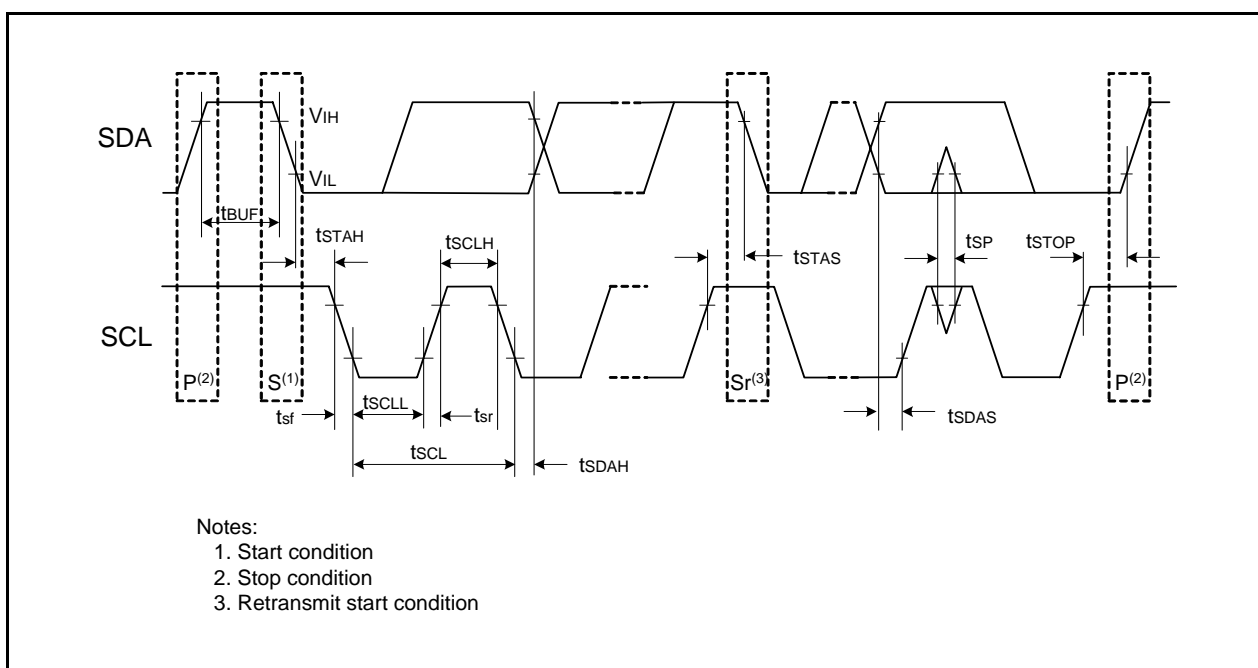 SDA
VIH
VIL
tBUF
tSTAH
tSCLH
tSTAS
tSP
tSTOP
SCL
P(2)
S(1)
Sr(3)
P(2)
tsf
tSCLL
tsr
tSDAS
tSCL
tSDAH
Notes:
1. Start condition
2. Stop condition
3. Retransmit start condition